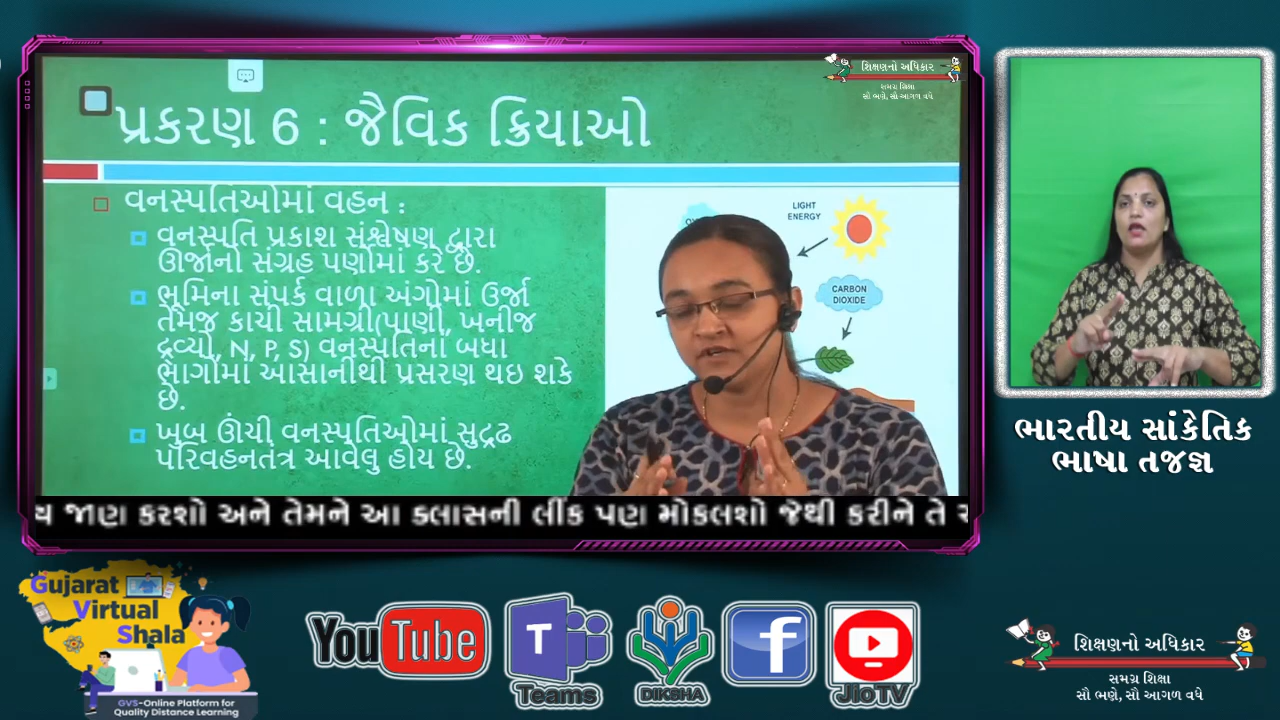 શિક્ષણનો અધિકાર
સમગ્ર શિક્ષા
સૌ ભણે, સૌ આગળ વધે
પ્રકરણ 6 : જૈવિક ક્રિયાઓ
વનસ્પતિઓમાં વહન :
વનસ્પતિ પ્રકાશ સંશ્લેષણ દ્વારા
ઊર્જાનો સંગ્રહ પર્ણોમાં કરે છે.
ભૂમિના સંપર્ક વાળા અંગોમાં ઉર્જા
તેમજ કાચી સામગ્રી(પાણી, ખનીજ
દ્રવ્યો, N, P, S) વનસ્પતિનાં બધા
ભાગોમાં આસાનીથી પ્રસરણ થઇ શકે
છે.
ખુબ ઊંચી વનસ્પતિઓમાં સુદ્રઢ
પરિવહનતંત્ર આવેલુ હોય છે.
LIGHT
ENERGY
CARBON
DIOXIDE
જાણ કરશો અને તેમને આ ક્લાસની લીંક પણ મોકલશો જેથી કરીને તે
ભારતીય સાંકેતિક
ભાષા તજજ્ઞ
Gujarat
Virtual
Shala
GVS-Online Platform for
Quality Distance Learning
YouTube
T
Teams
DIKSHA
f
JioTV
શિક્ષણનો અધિકાર
સમગ્ર શિક્ષા
સૌ ભણે, સૌ આગળ વધે